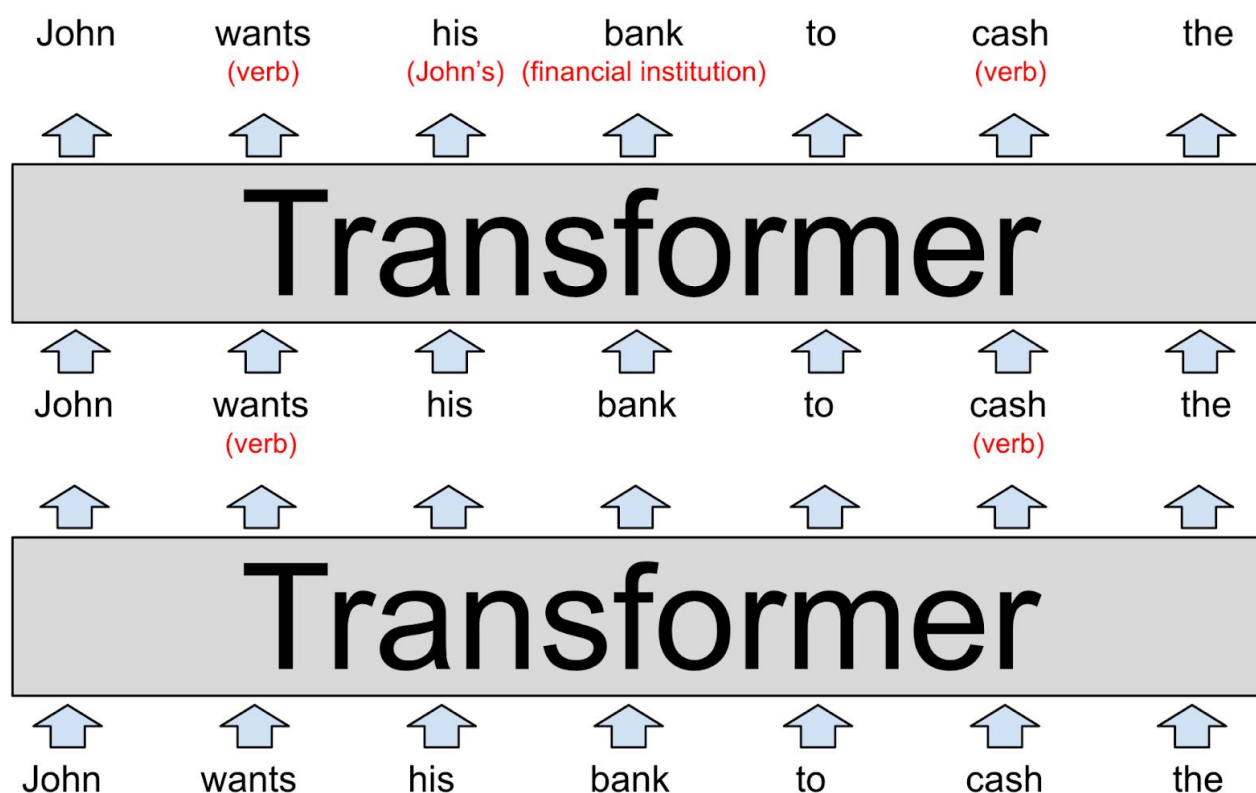 John wants his bank to cash the
(verb) (John's) (financial institution) (verb)
Transformer
John wants his bank to cash the
(verb) (verb)
Transformer
John wants his bank to cash the